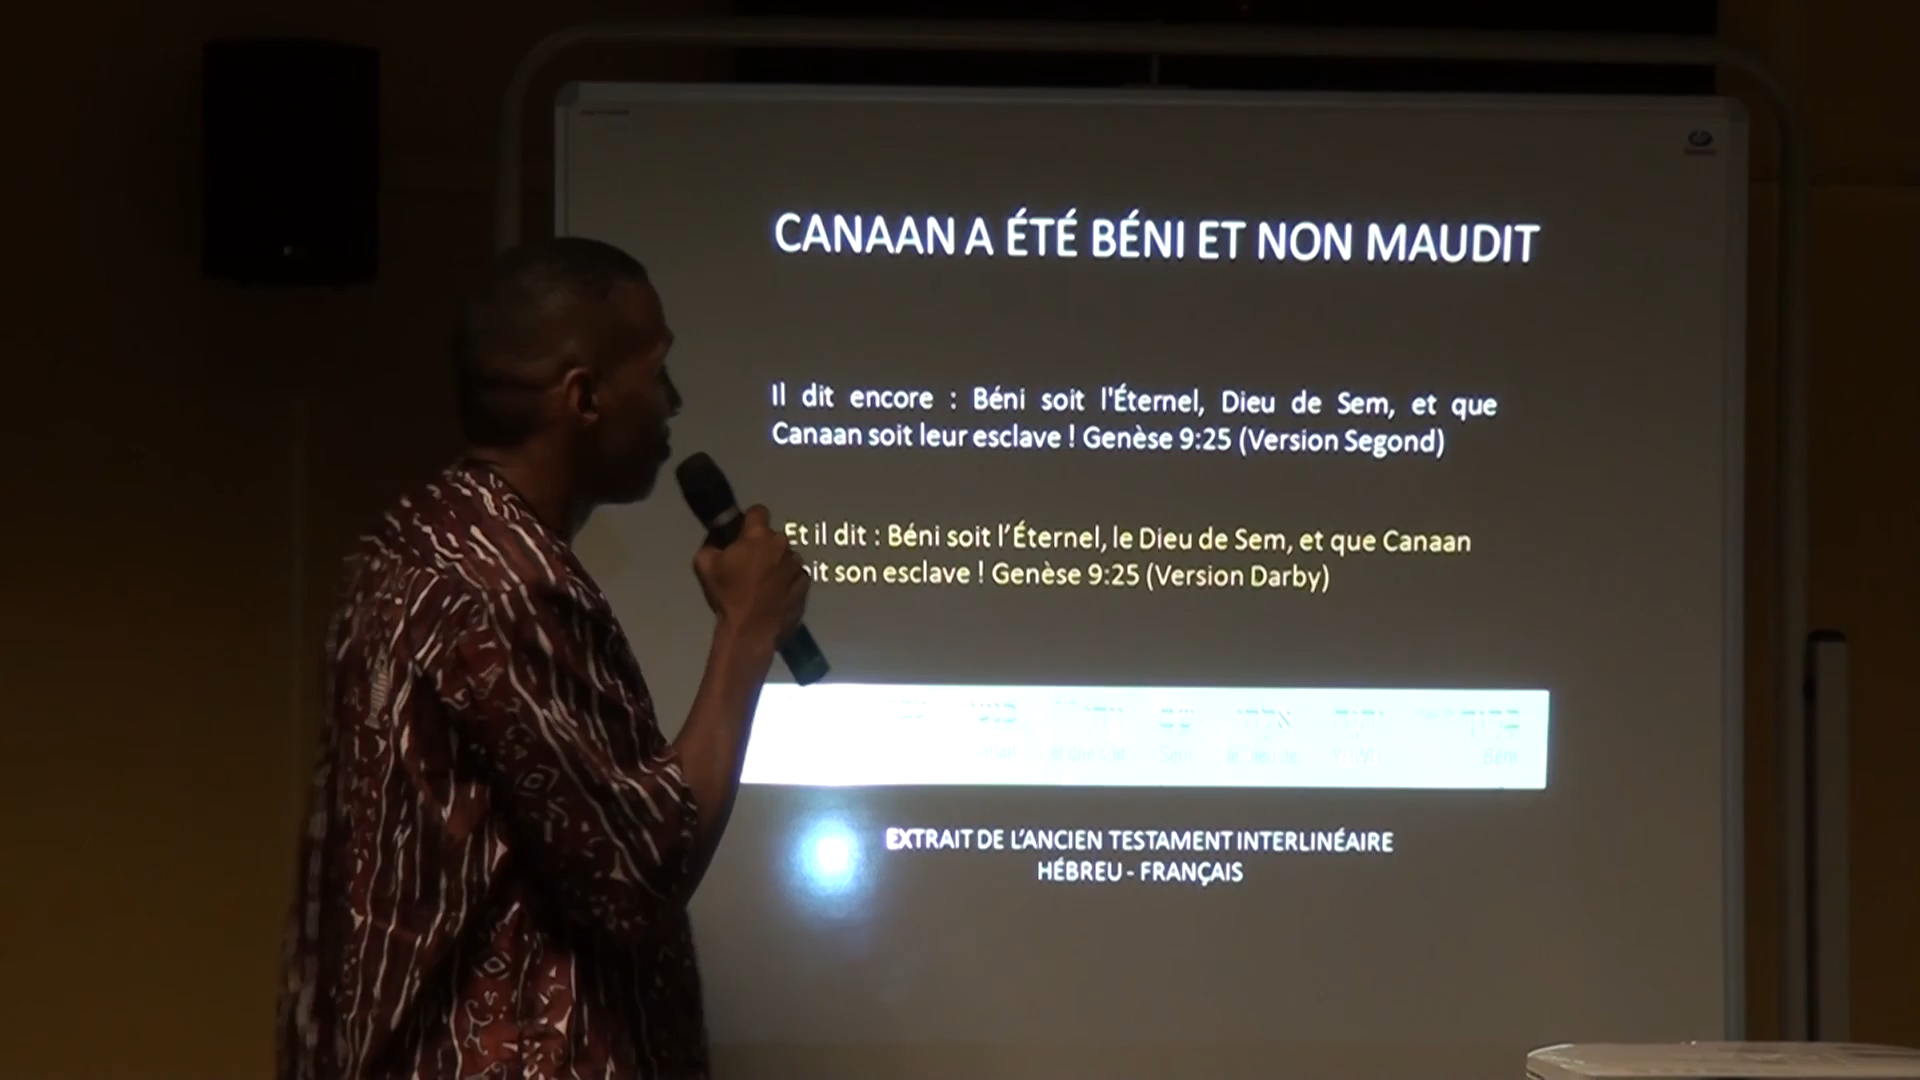 CANAAN A ÉTÉ BÉNI ET NON MAUDIT
Il dit encore : Béni soit l'Éternel, Dieu de Sem, et que
Canaan soit leur esclave ! Genèse 9:25 (Version Segond)
Et il dit : Béni soit l’Éternel, le Dieu de Sem, et que Canaan
son esclave ! Genèse 9:25 (Version Darby)
Sem Béni
EXTRAIT DE L’ANCIEN TESTAMENT INTERLINÉAIRE
HÉBREU - FRANÇAIS